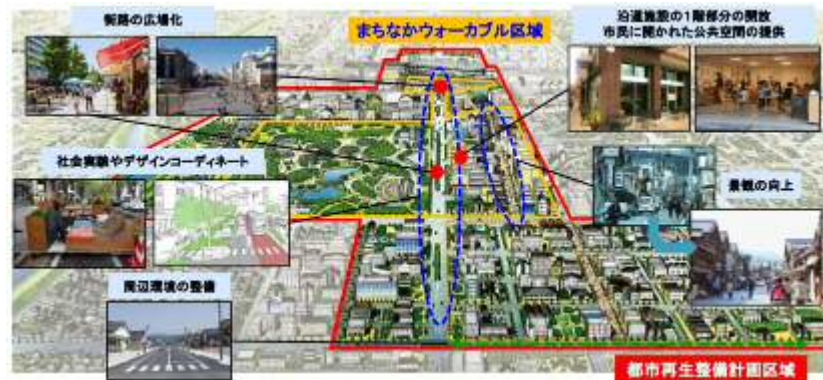 街路の広場化
まちなかウォーカブル区域
沿道施設の1階部分の開放
市民に開かれた公共空間の提供
社会実験やデザインコーディネート
景観の向上
周辺環境の整備
都市再生整備計画区域